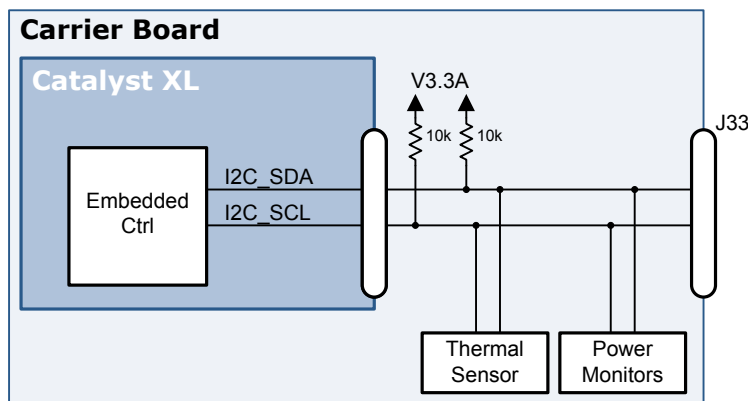 Carrier Board
Catalyst XL
V3.3A
J33
10k
10k
I2C_SDA
I2C_SCL
Embedded
Ctrl
Thermal
Sensor
Power
Monitors